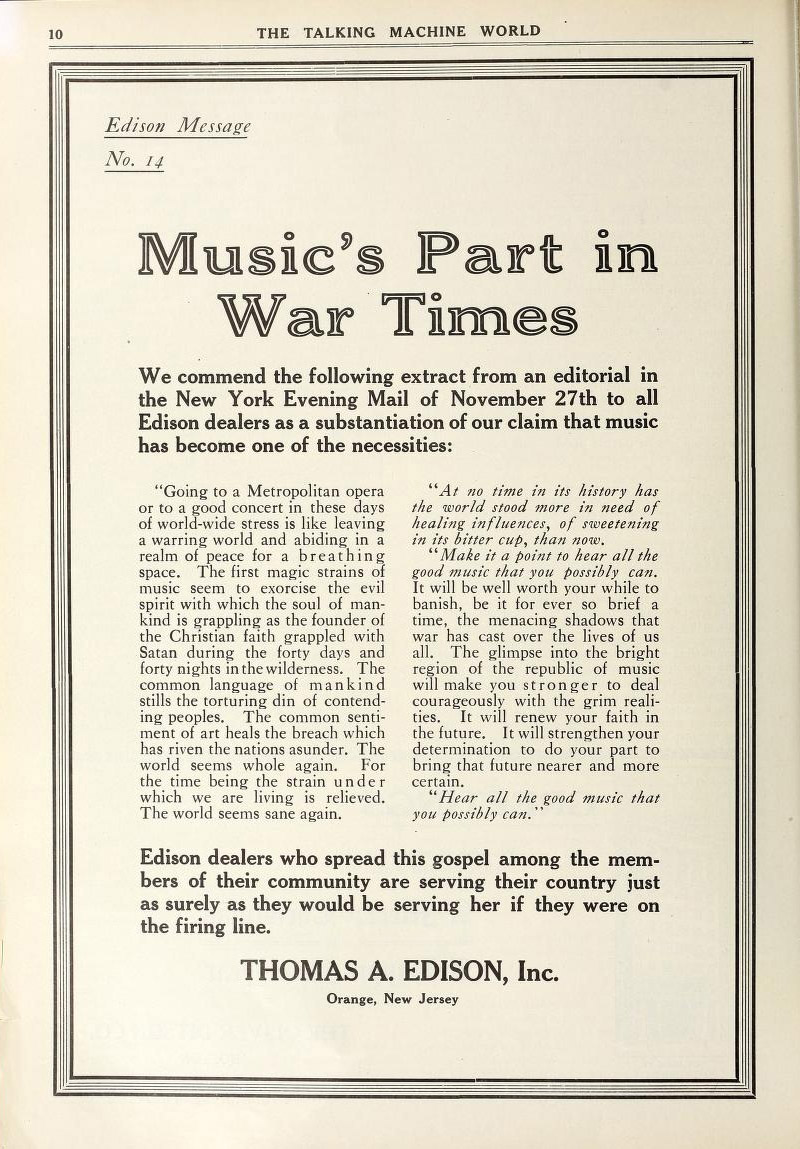 10
THE TALKING MACHINE WORLD
Edison Message
No. 14
Music's Part in
War Times
We commend the following extract from an editorial in
the New York Evening Mail of November 27th to all
Edison dealers as a substantiation of our claim that music
has become one of the necessities:
"Going to a Metropolitan opera
or to a good concert in these days
of world-wide stress is like leaving
a warring world and abiding in a
realm of peace for a breathing
space. The first magic strains of
music seem to exorcise the evil
spirit with which the soul of man-
kind is grappling as the founder of
the Christian faith grappled with
Satan during the forty days and
forty nights in the wilderness. The
common language of mankind
stills the torturing din of contend-
ing peoples. The common senti-
ment of art heals the breach which
has riven the nations asunder. The
world seems whole again. For
the time being the strain under
which we are living is relieved.
The world seems sane again.
"At no time in its history has
the world stood more in need of
healing influences, of sweetening
in its bitter cup, than now.
"Make it a point to hear all the
good music that you possibly can.
It will be well worth your while to
banish, be it for ever so brief a
time, the menacing shadows that
war has cast over the lives of us
all. The glimpse into the bright
region of the republic of music
will make you stronger to deal
courageously with the grim reali-
ties. It will renew your faith in
the future. It will strengthen your
determination to do your part to
bring that future nearer and more
certain.
"Hear all the good music that
you possibly can."
Edison dealers who spread this gospel among the mem-
bers of their community are serving their country just
as surely as they would be serving her if they were on
the firing line.
THOMAS A. EDISON, Inc.
Orange, New Jersey